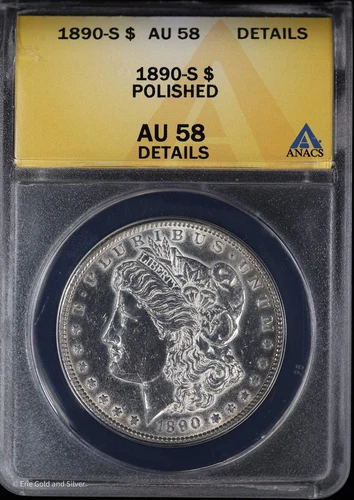 1890-S $ AU 58 DETAILS
1890-S $
POLISHED
AU 58
DETAILS
ANACS
E·PLURIBUS·UNUM
LIBERTY
1890
© Erie Gold and Silver